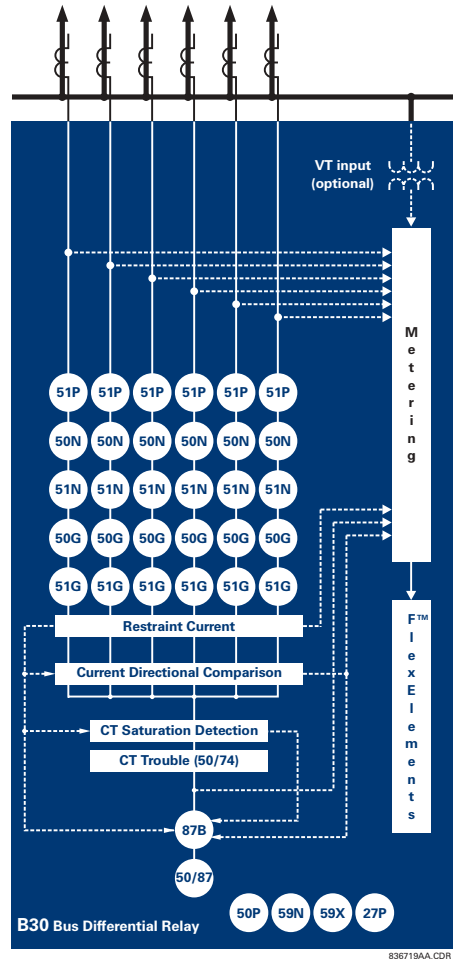 VT input
(optional)
Metering
51P 51P 51P 51P 51P 51P
50N 50N 50N 50N 50N 50N
51N 51N 51N 51N 51N 51N
50G 50G 50G 50G 50G 50G
51G 51G 51G 51G 51G 51G
Restraint Current
FlexElements™
Current Directional Comparison
CT Saturation Detection
CT Trouble (50/74)
87B
50/87
50P 59N 59X 27P
B30 Bus Differential Relay
836719AA.CDR